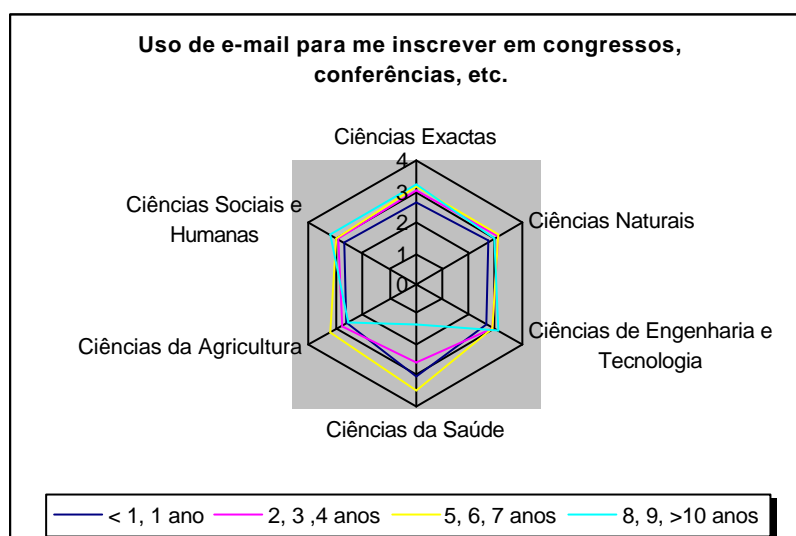 Uso de e-mail para me inscrever em congressos,
conferências, etc.
Ciências Exactas
4
3
2
1
0
Ciências Sociais e
Humanas
Ciências Naturais
Ciências da Agricultura
Ciências de Engenharia e
Tecnologia
Ciências da Saúde
< 1, 1 ano
2, 3 ,4 anos
5, 6, 7 anos
8, 9, >10 anos